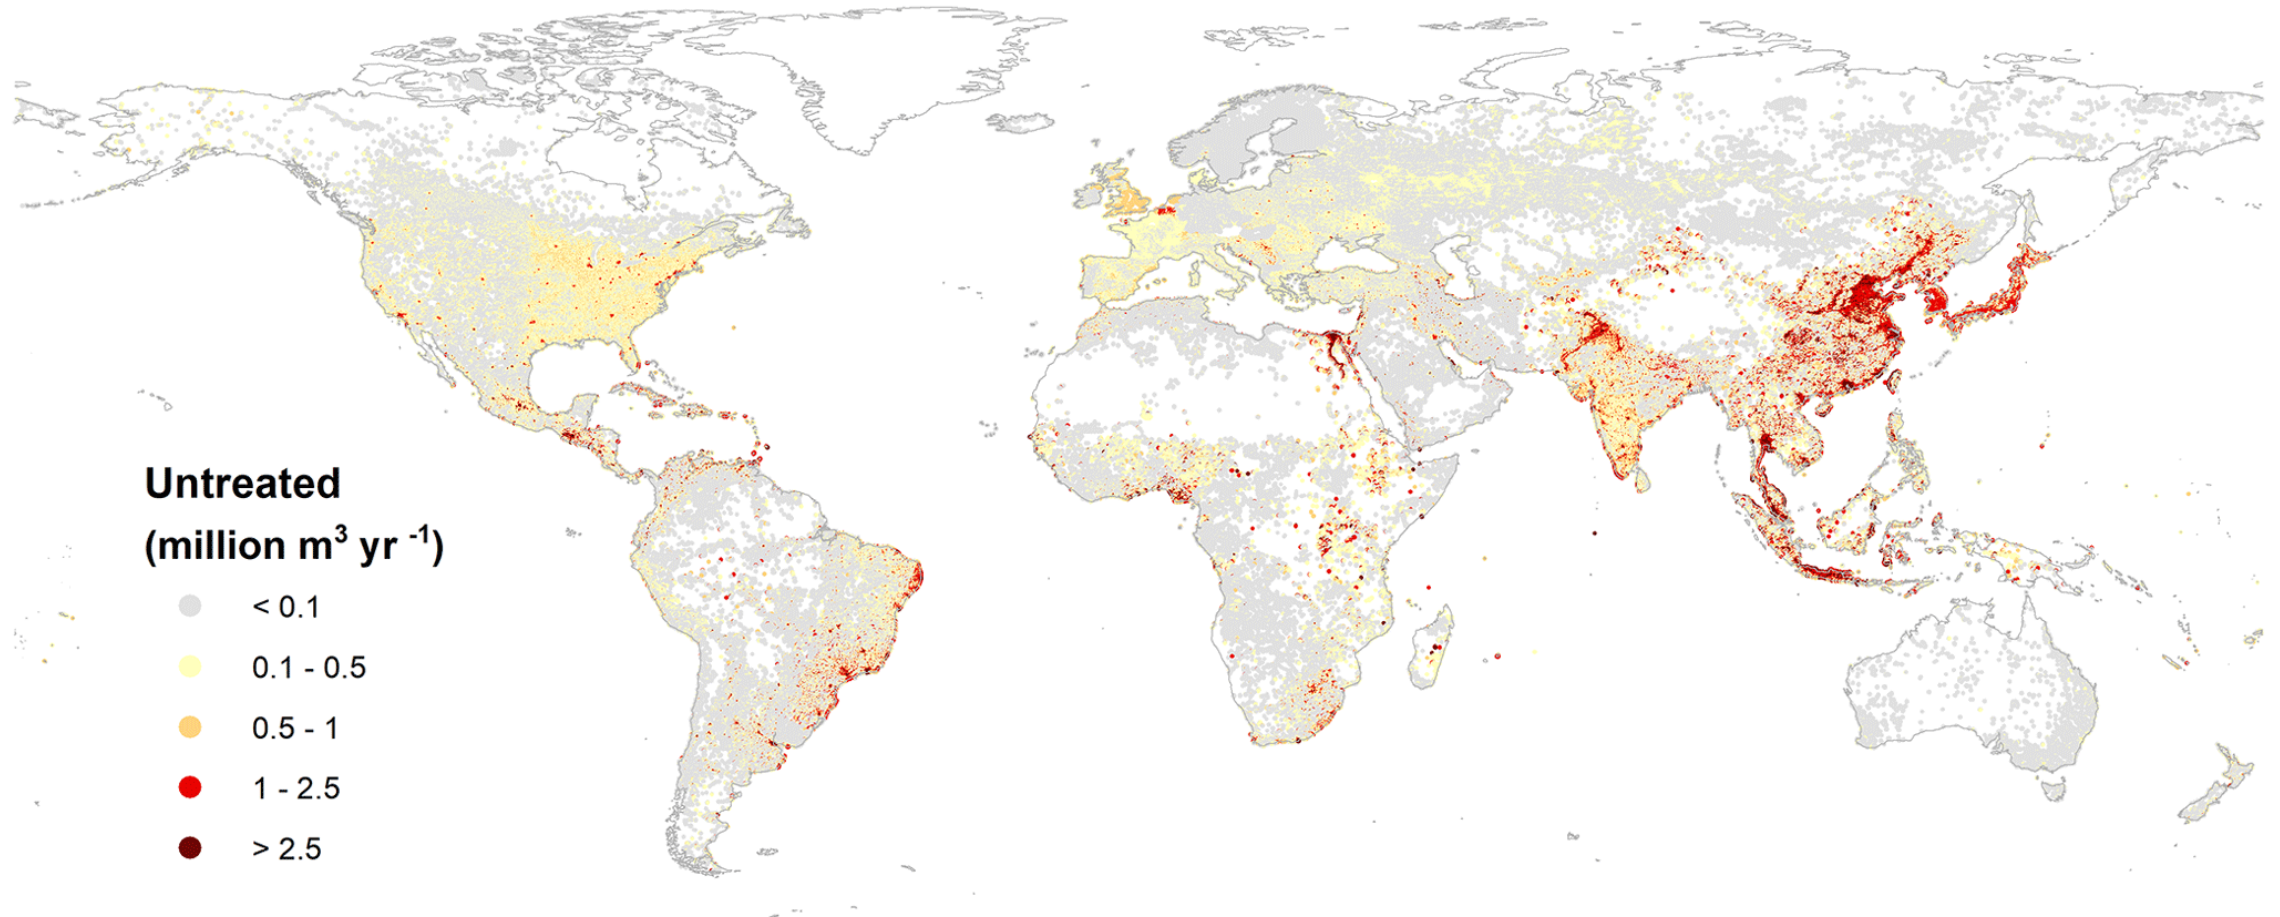 Untreated
(million m³ yr ⁻¹)
< 0.1
0.1 - 0.5
0.5 - 1
1 - 2.5
> 2.5